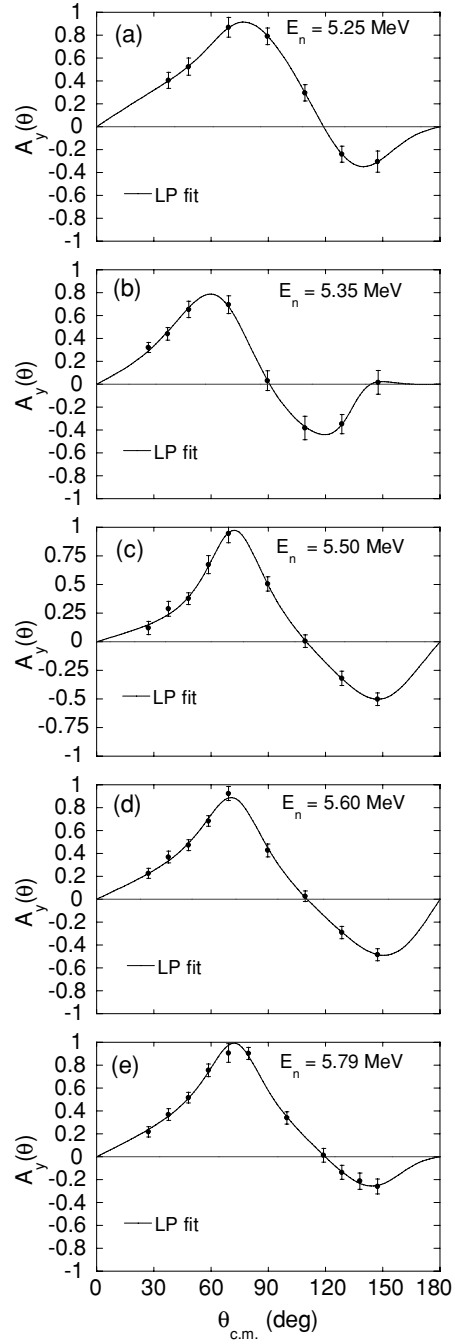 1
(a)
E_n = 5.25 MeV
0.8
0.6
0.4
0.2
0
-0.2
-0.4
-0.6
-0.8
-1
A_y(θ)
LP fit
1
(b)
E_n = 5.35 MeV
0.8
0.6
0.4
0.2
0
-0.2
-0.4
-0.6
-0.8
-1
A_y(θ)
LP fit
1
(c)
E_n = 5.50 MeV
0.75
0.5
0.25
0
-0.25
-0.5
-0.75
-1
A_y(θ)
LP fit
1
(d)
E_n = 5.60 MeV
0.8
0.6
0.4
0.2
0
-0.2
-0.4
-0.6
-0.8
-1
A_y(θ)
LP fit
1
(e)
E_n = 5.79 MeV
0.8
0.6
0.4
0.2
0
-0.2
-0.4
-0.6
-0.8
-1
A_y(θ)
LP fit
0 30 60 90 120 150 180
θ_c.m. (deg)